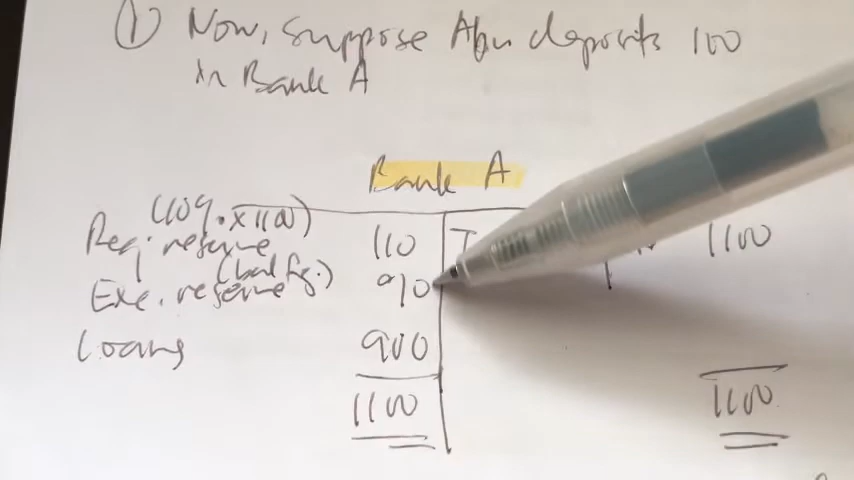 ① Now, suppose Abu deposits 100
in Bank A
Bank A
(10%×1100)
Req. reserve 110 T 1100
(bal fig.)
Exc. reserve 90
Loans 900
1100 1100